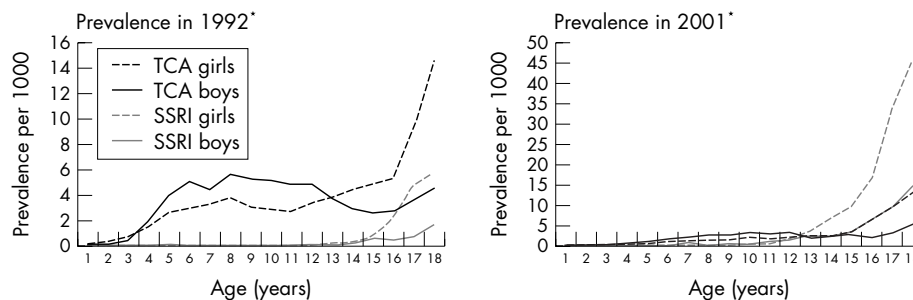 Prevalence in 1992*
Prevalence per 1000
16
14
12
10
8
6
4
2
0
TCA girls
TCA boys
SSRI girls
SSRI boys
1 2 3 4 5 6 7 8 9 10 11 12 13 14 15 16 17 18
Age (years)
Prevalence in 2001*
Prevalence per 1000
50
45
40
35
30
25
20
15
10
5
0
1 2 3 4 5 6 7 8 9 10 11 12 13 14 15 16 17
Age (years)